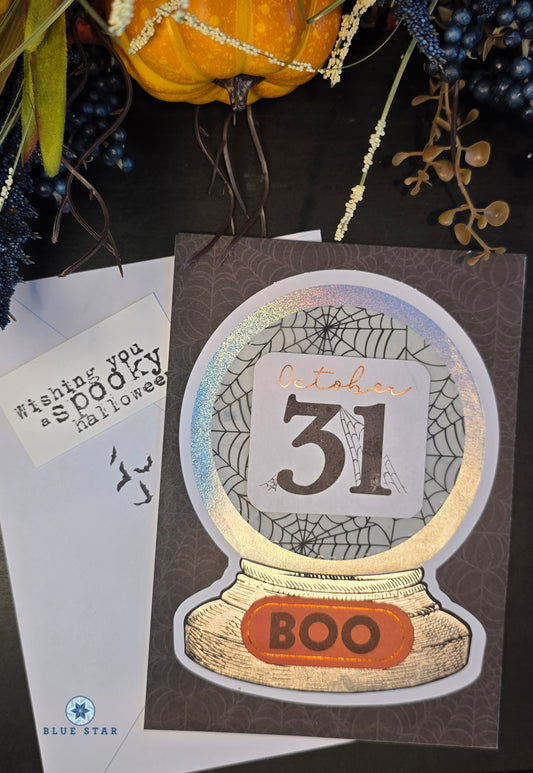 Wishing you
a spooky
Halloween
October
31
BOO
BLUE STAR